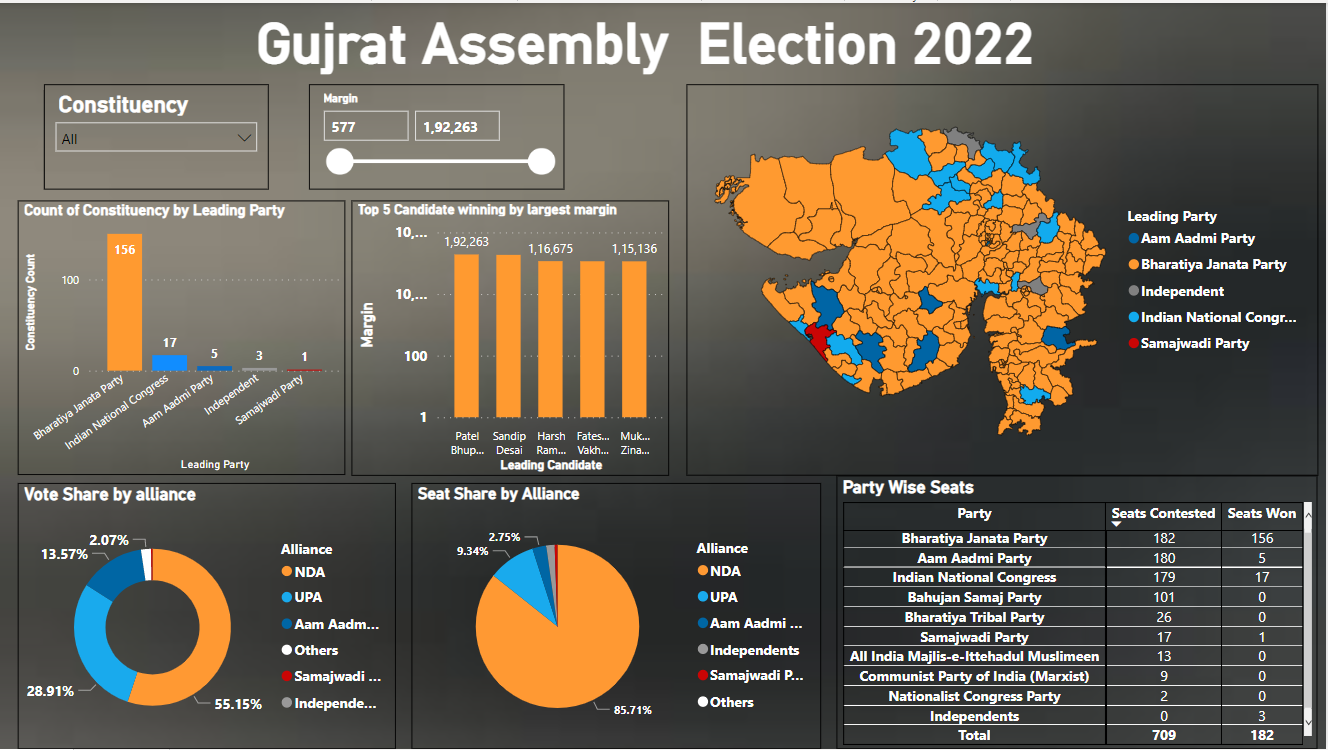 Gujrat Assembly Election 2022
Constituency
All
Margin
577
1,92,263
Count of Constituency by Leading Party
Constituency Count
100
0
156
17
5
3
1
Bharatiya Janata Party
Indian National Congress
Aam Aadmi Party
Independent
Samajwadi Party
Leading Party
Top 5 Candidate winning by largest margin
Margin
10,...
10,...
100
1
1,92,263
1,16,675
1,15,136
Patel Sandip Harsh Fates... Muk...
Bhup... Desai Ram... Vakh... Zina...
Leading Candidate
Leading Party
Aam Aadmi Party
Bharatiya Janata Party
Independent
Indian National Congr...
Samajwadi Party
Vote Share by alliance
2.07%
13.57%
28.91%
55.15%
Alliance
NDA
UPA
Aam Aadm...
Others
Samajwadi ...
Independe...
Seat Share by Alliance
2.75%
9.34%
85.71%
Alliance
NDA
UPA
Aam Aadmi ...
Independents
Samajwadi P...
Others
Party Wise Seats
Party Seats Contested Seats Won
Bharatiya Janata Party 182 156
Aam Aadmi Party 180 5
Indian National Congress 179 17
Bahujan Samaj Party 101 0
Bharatiya Tribal Party 26 0
Samajwadi Party 17 1
All India Majlis-e-Ittehadul Muslimeen 13 0
Communist Party of India (Marxist) 9 0
Nationalist Congress Party 2 0
Independents 0 3
Total 709 182